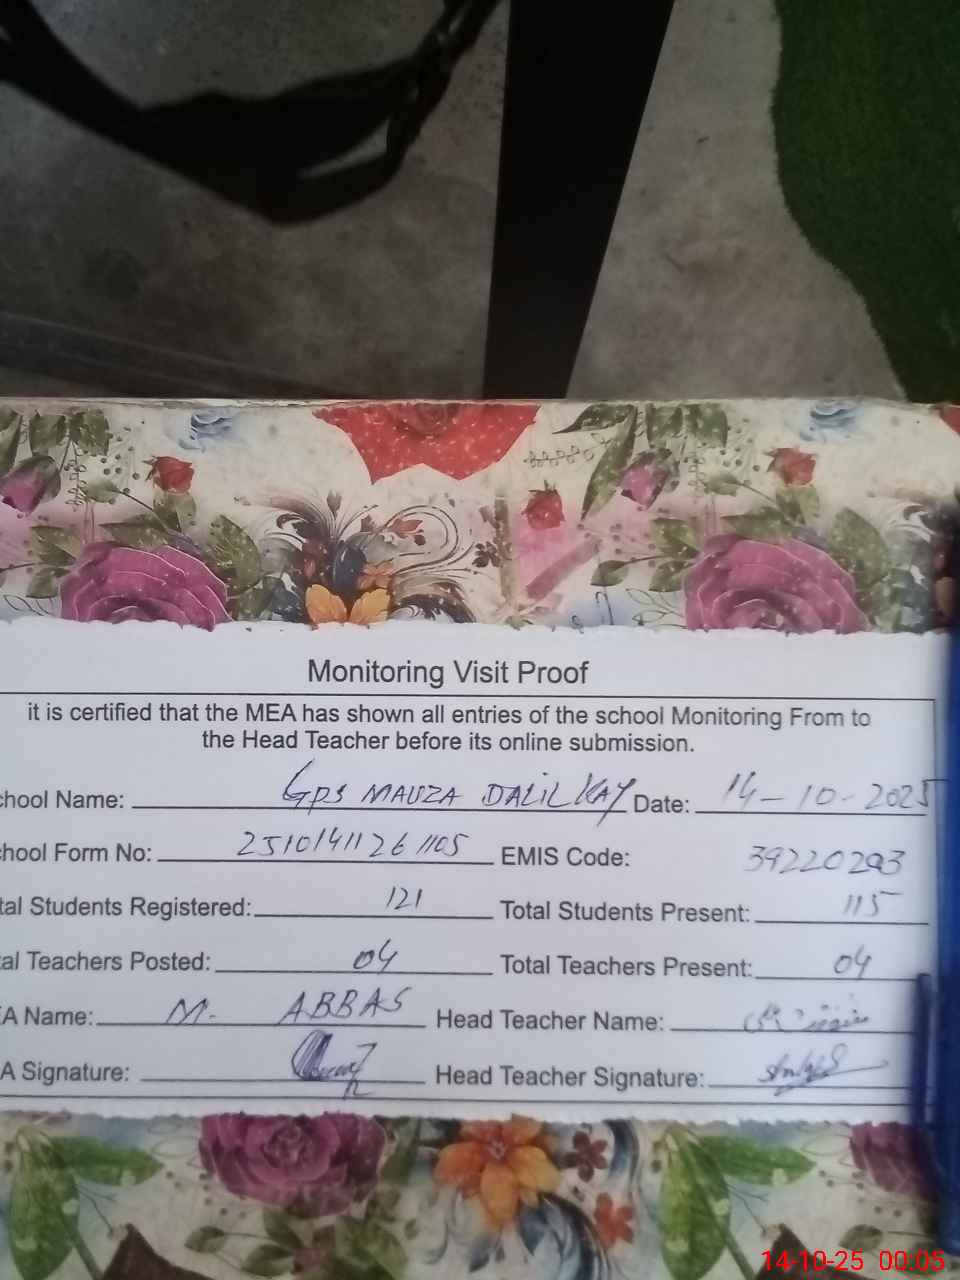 Monitoring Visit Proof
it is certified that the MEA has shown all entries of the school Monitoring From to
the Head Teacher before its online submission.
chool Name: GPS MAUZA DALIL KAY Date: 14-10-2025
chool Form No: 2510141126 1105 EMIS Code: 39220203
tal Students Registered: 121 Total Students Present: 115
al Teachers Posted: 04 Total Teachers Present: 04
A Name: M. ABBAS Head Teacher Name:
A Signature: Head Teacher Signature:
14-10-25 00:05